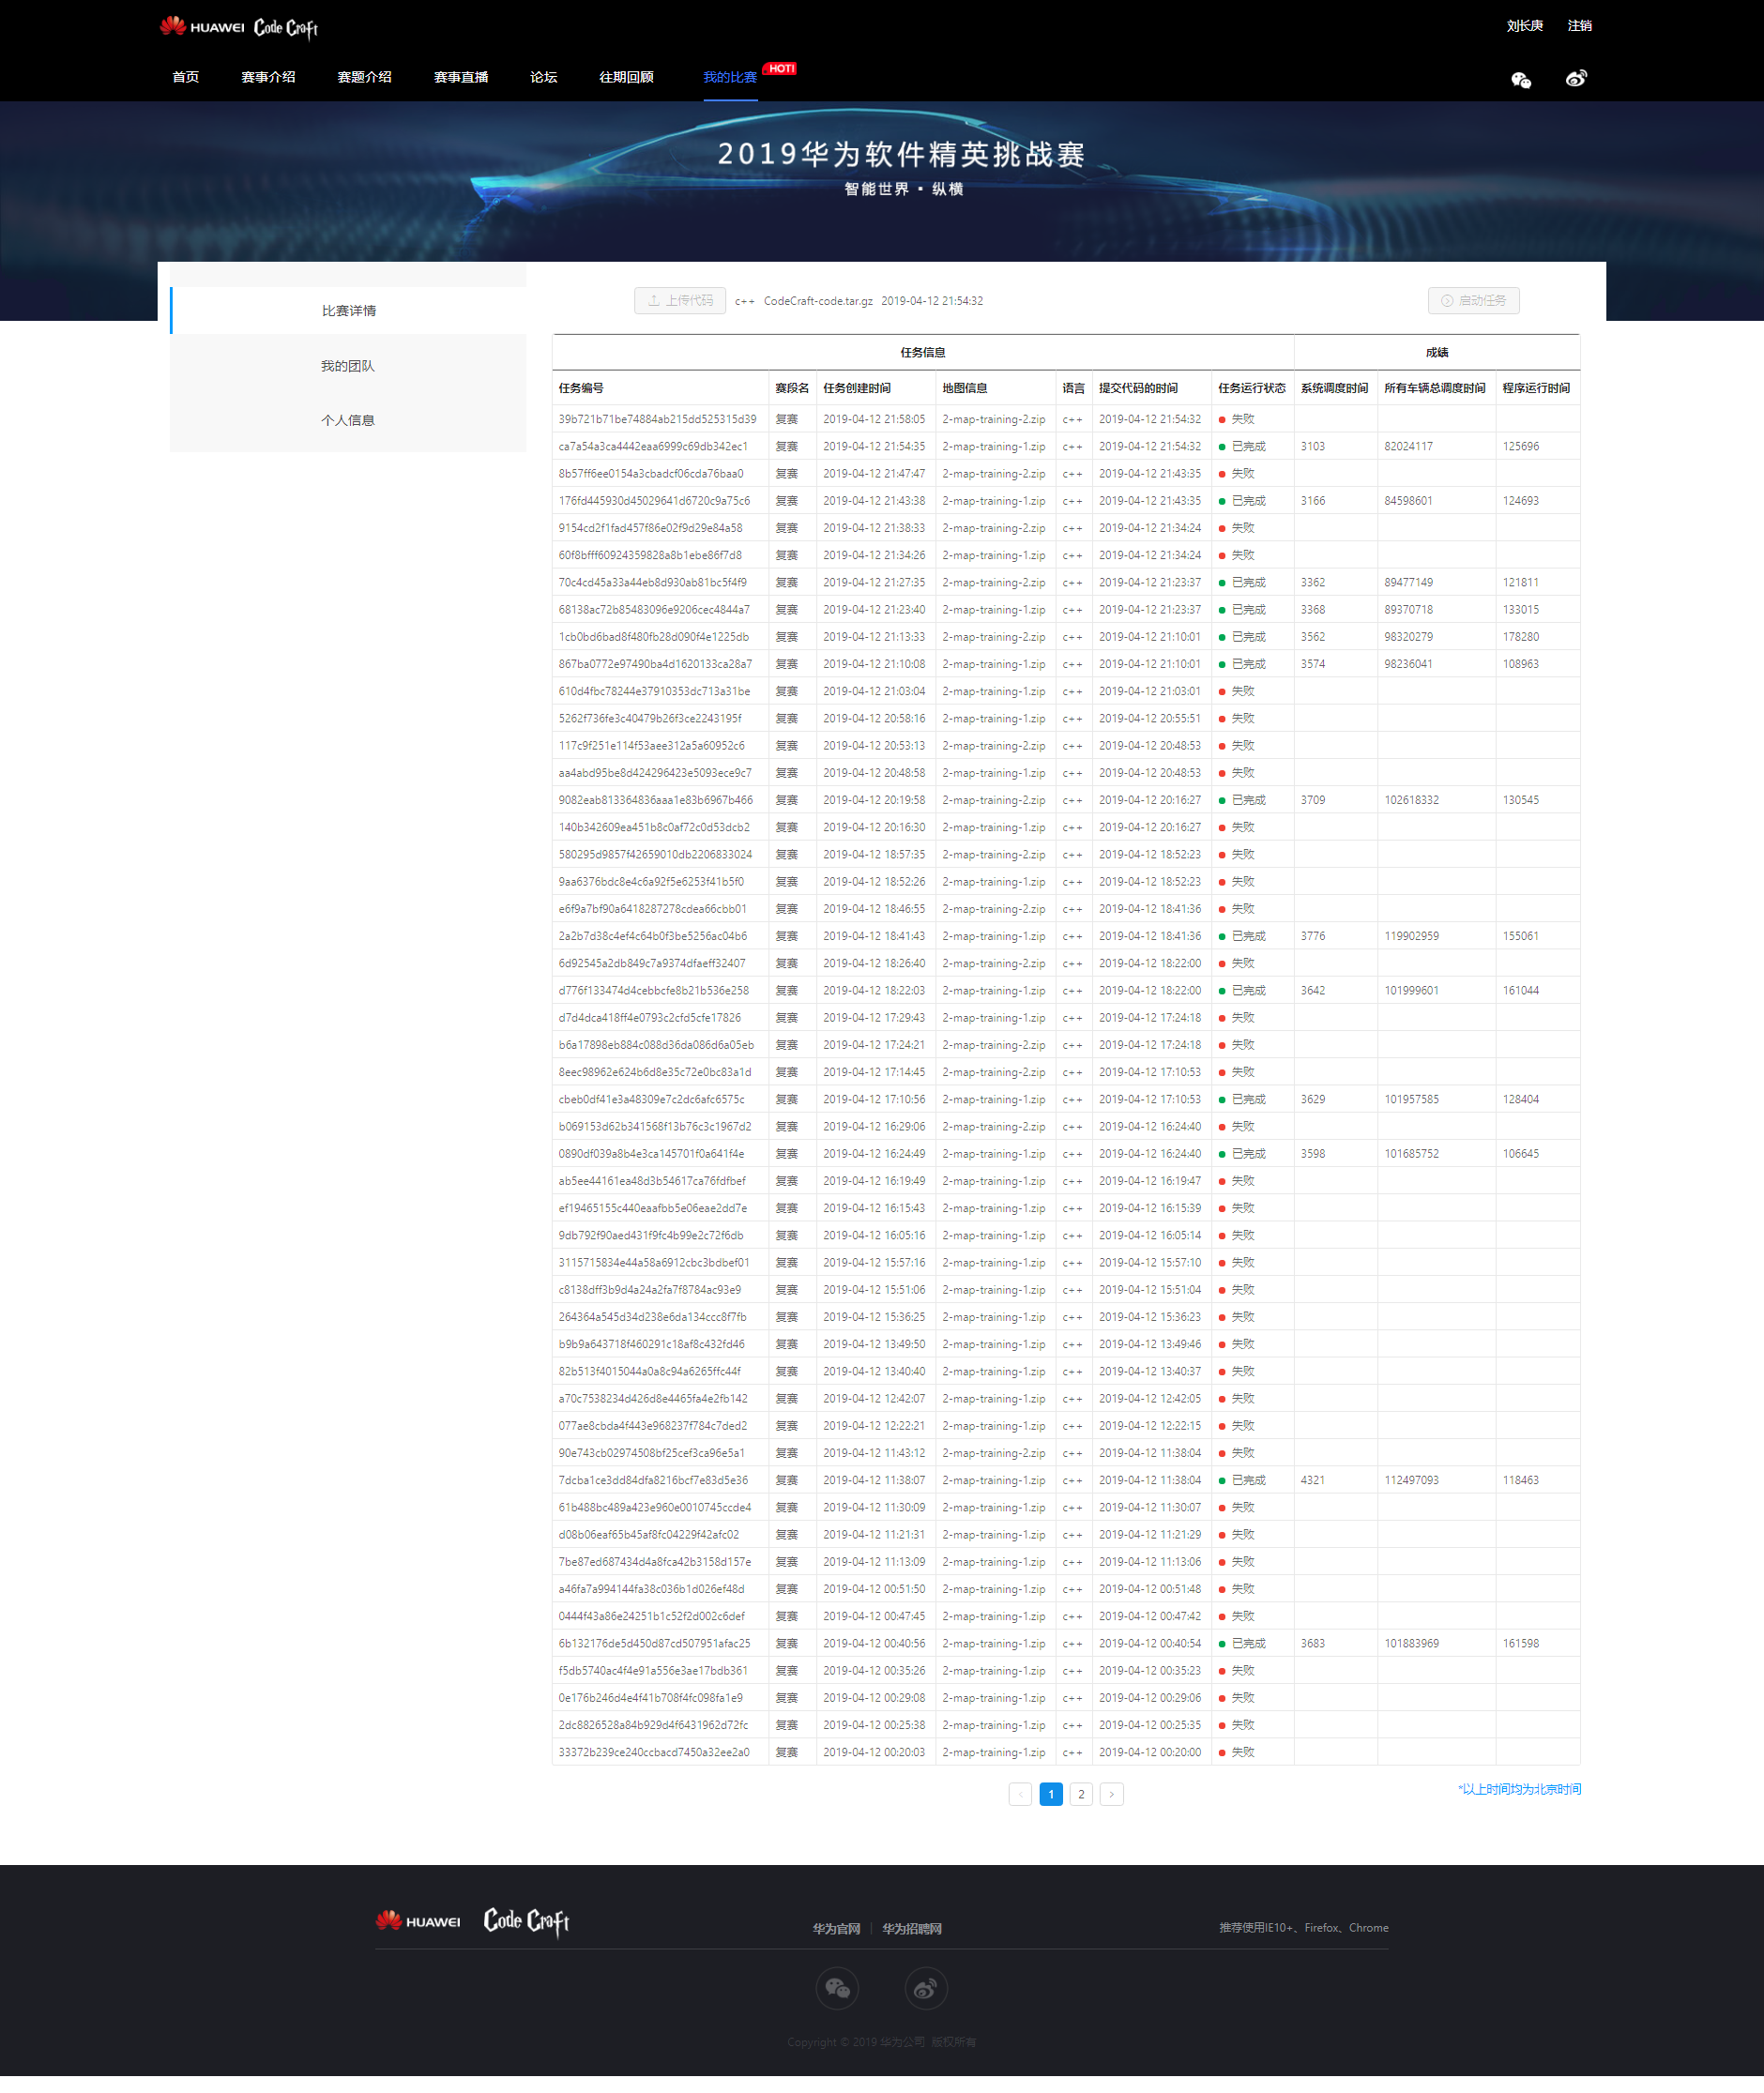 HUAWEI Code Craft 刘长庚 注销
首页 赛事介绍 赛题介绍 赛事直播 论坛 往期回顾 我的比赛 HOT!
2019华为软件精英挑战赛
智能世界·纵横
比赛详情
我的团队
个人信息
上传代码 c++ CodeCraft-code.tar.gz 2019-04-12 21:54:32 启动任务
任务信息 成绩
任务编号 赛段名 任务创建时间 地图信息 语言 提交代码的时间 任务运行状态 系统调度时间 所有车辆总调度时间 程序运行时间
39b721b71be74884ab215dd525315d39 复赛 2019-04-12 21:58:05 2-map-training-2.zip c++ 2019-04-12 21:54:32 失败
ca7a54a3ca4442eaa6999c69db342ec1 复赛 2019-04-12 21:54:35 2-map-training-1.zip c++ 2019-04-12 21:54:32 已完成 3103 82024117 125696
8b57ff6ee0154a3cbadcf06cda76baa0 复赛 2019-04-12 21:47:47 2-map-training-2.zip c++ 2019-04-12 21:43:35 失败
176fd445930d45029641d6720c9a75c6 复赛 2019-04-12 21:43:38 2-map-training-1.zip c++ 2019-04-12 21:43:35 已完成 3166 84598601 124693
9154cd2f1fad457f86e02f9d29e84a58 复赛 2019-04-12 21:38:33 2-map-training-2.zip c++ 2019-04-12 21:34:24 失败
60f8bfff60924359828a8b1ebe86f7d8 复赛 2019-04-12 21:34:26 2-map-training-1.zip c++ 2019-04-12 21:34:24 失败
70c4cd45a33a44eb8d930ab81bc5f4f9 复赛 2019-04-12 21:27:35 2-map-training-2.zip c++ 2019-04-12 21:23:37 已完成 3362 89477149 121811
68138ac72b85483096e9206cec4844a7 复赛 2019-04-12 21:23:40 2-map-training-1.zip c++ 2019-04-12 21:23:37 已完成 3368 89370718 133015
1cb0bd6bad8f480fb28d090f4e1225db 复赛 2019-04-12 21:13:33 2-map-training-2.zip c++ 2019-04-12 21:10:01 已完成 3562 98320279 178280
867ba0772e97490ba4d1620133ca28a7 复赛 2019-04-12 21:10:08 2-map-training-1.zip c++ 2019-04-12 21:10:01 已完成 3574 98236041 108963
610d4fbc78244e37910353dc713a31be 复赛 2019-04-12 21:03:04 2-map-training-1.zip c++ 2019-04-12 21:03:01 失败
5262f736fe3c40479b26f3ce2243195f 复赛 2019-04-12 20:58:16 2-map-training-1.zip c++ 2019-04-12 20:55:51 失败
117c9f251e114f53aee312a5a60952c6 复赛 2019-04-12 20:53:13 2-map-training-2.zip c++ 2019-04-12 20:48:53 失败
aa4abd95be8d424296423e5093ece9c7 复赛 2019-04-12 20:48:58 2-map-training-1.zip c++ 2019-04-12 20:48:53 失败
9082eab813364836aaa1e83b6967b466 复赛 2019-04-12 20:19:58 2-map-training-2.zip c++ 2019-04-12 20:16:27 已完成 3709 102618332 130545
140b342609ea451b8c0af72c0d53dcb2 复赛 2019-04-12 20:16:30 2-map-training-1.zip c++ 2019-04-12 20:16:27 失败
580295d9857f42659010db2206833024 复赛 2019-04-12 18:57:35 2-map-training-2.zip c++ 2019-04-12 18:52:23 失败
9aa6376bdc8e4c6a92f5e6253f41b5f0 复赛 2019-04-12 18:52:26 2-map-training-1.zip c++ 2019-04-12 18:52:23 失败
e6f9a7bf90a6418287278cdea66cbb01 复赛 2019-04-12 18:46:55 2-map-training-2.zip c++ 2019-04-12 18:41:36 失败
2a2b7d38c4ef4c64b0f3be5256ac04b6 复赛 2019-04-12 18:41:43 2-map-training-1.zip c++ 2019-04-12 18:41:36 已完成 3776 119902959 155061
6d92545a2db849c7a9374dfaeff32407 复赛 2019-04-12 18:26:40 2-map-training-2.zip c++ 2019-04-12 18:22:00 失败
d776f133474d4cebbcfe8b21b536e258 复赛 2019-04-12 18:22:03 2-map-training-1.zip c++ 2019-04-12 18:22:00 已完成 3642 101999601 161044
d7d4dca418ff4e0793c2cfd5cfe17826 复赛 2019-04-12 17:29:43 2-map-training-1.zip c++ 2019-04-12 17:24:18 失败
b6a17898eb884c088d36da086d6a05eb 复赛 2019-04-12 17:24:21 2-map-training-2.zip c++ 2019-04-12 17:24:18 失败
8eec98962e624b6d8e35c72e0bc83a1d 复赛 2019-04-12 17:14:45 2-map-training-2.zip c++ 2019-04-12 17:10:53 失败
cbeb0df41e3a48309e7c2dc6afc6575c 复赛 2019-04-12 17:10:56 2-map-training-1.zip c++ 2019-04-12 17:10:53 已完成 3629 101957585 128404
b069153d62b341568f13b76c3c1967d2 复赛 2019-04-12 16:29:06 2-map-training-2.zip c++ 2019-04-12 16:24:40 失败
0890df039a8b4e3ca145701f0a641f4e 复赛 2019-04-12 16:24:49 2-map-training-1.zip c++ 2019-04-12 16:24:40 已完成 3598 101685752 106645
ab5ee44161ea48d3b54617ca76fdfbef 复赛 2019-04-12 16:19:49 2-map-training-1.zip c++ 2019-04-12 16:19:47 失败
ef19465155c440eaafbb5e06eae2dd7e 复赛 2019-04-12 16:15:43 2-map-training-1.zip c++ 2019-04-12 16:15:39 失败
9db792f90aed431f9fc4b99e2c72f6db 复赛 2019-04-12 16:05:16 2-map-training-1.zip c++ 2019-04-12 16:05:14 失败
3115715834e44a58a6912cbc3bdbef01 复赛 2019-04-12 15:57:16 2-map-training-1.zip c++ 2019-04-12 15:57:10 失败
c8138dff3b9d4a24a2fa7f8784ac93e9 复赛 2019-04-12 15:51:06 2-map-training-1.zip c++ 2019-04-12 15:51:04 失败
264364a545d34d238e6da134ccc8f7fb 复赛 2019-04-12 15:36:25 2-map-training-1.zip c++ 2019-04-12 15:36:23 失败
b9b9a643718f460291c18af8c432fd46 复赛 2019-04-12 13:49:50 2-map-training-1.zip c++ 2019-04-12 13:49:46 失败
82b513f4015044a0a8c94a6265ffc44f 复赛 2019-04-12 13:40:40 2-map-training-1.zip c++ 2019-04-12 13:40:37 失败
a70c7538234d426d8e4465fa4e2fb142 复赛 2019-04-12 12:42:07 2-map-training-1.zip c++ 2019-04-12 12:42:05 失败
077ae8cbda4f443e968237f784c7ded2 复赛 2019-04-12 12:22:21 2-map-training-1.zip c++ 2019-04-12 12:22:15 失败
90e743cb02974508bf25cef3ca96e5a1 复赛 2019-04-12 11:43:12 2-map-training-2.zip c++ 2019-04-12 11:38:04 失败
7dcba1ce3dd84dfa8216bcf7e83d5e36 复赛 2019-04-12 11:38:07 2-map-training-1.zip c++ 2019-04-12 11:38:04 已完成 4321 112497093 118463
61b488bc489a423e960e0010745ccde4 复赛 2019-04-12 11:30:09 2-map-training-1.zip c++ 2019-04-12 11:30:07 失败
d08b06eaf65b45af8fc04229f42afc02 复赛 2019-04-12 11:21:31 2-map-training-1.zip c++ 2019-04-12 11:21:29 失败
7be87ed687434d4a8fca42b3158d157e 复赛 2019-04-12 11:13:09 2-map-training-1.zip c++ 2019-04-12 11:13:06 失败
a46fa7a994144fa38c036b1d026ef48d 复赛 2019-04-12 00:51:50 2-map-training-1.zip c++ 2019-04-12 00:51:48 失败
0444f43a86e24251b1c52f2d002c6def 复赛 2019-04-12 00:47:45 2-map-training-1.zip c++ 2019-04-12 00:47:42 失败
6b132176de5d450d87cd507951afac25 复赛 2019-04-12 00:40:56 2-map-training-1.zip c++ 2019-04-12 00:40:54 已完成 3683 101883969 161598
f5db5740ac4f4e91a556e3ae17bdb361 复赛 2019-04-12 00:35:26 2-map-training-1.zip c++ 2019-04-12 00:35:23 失败
0e176b246d4e4f41b708f4fc098fa1e9 复赛 2019-04-12 00:29:08 2-map-training-1.zip c++ 2019-04-12 00:29:06 失败
2dc8826528a84b929d4f6431962d72fc 复赛 2019-04-12 00:25:38 2-map-training-1.zip c++ 2019-04-12 00:25:35 失败
33372b239ce240ccbacd7450a32ee2a0 复赛 2019-04-12 00:20:03 2-map-training-1.zip c++ 2019-04-12 00:20:00 失败
< 1 2 >
*以上时间均为北京时间
HUAWEI Code Craft 华为官网 | 华为招聘网 推荐使用IE10+、Firefox、Chrome
Copyright © 2019 华为公司 版权所有